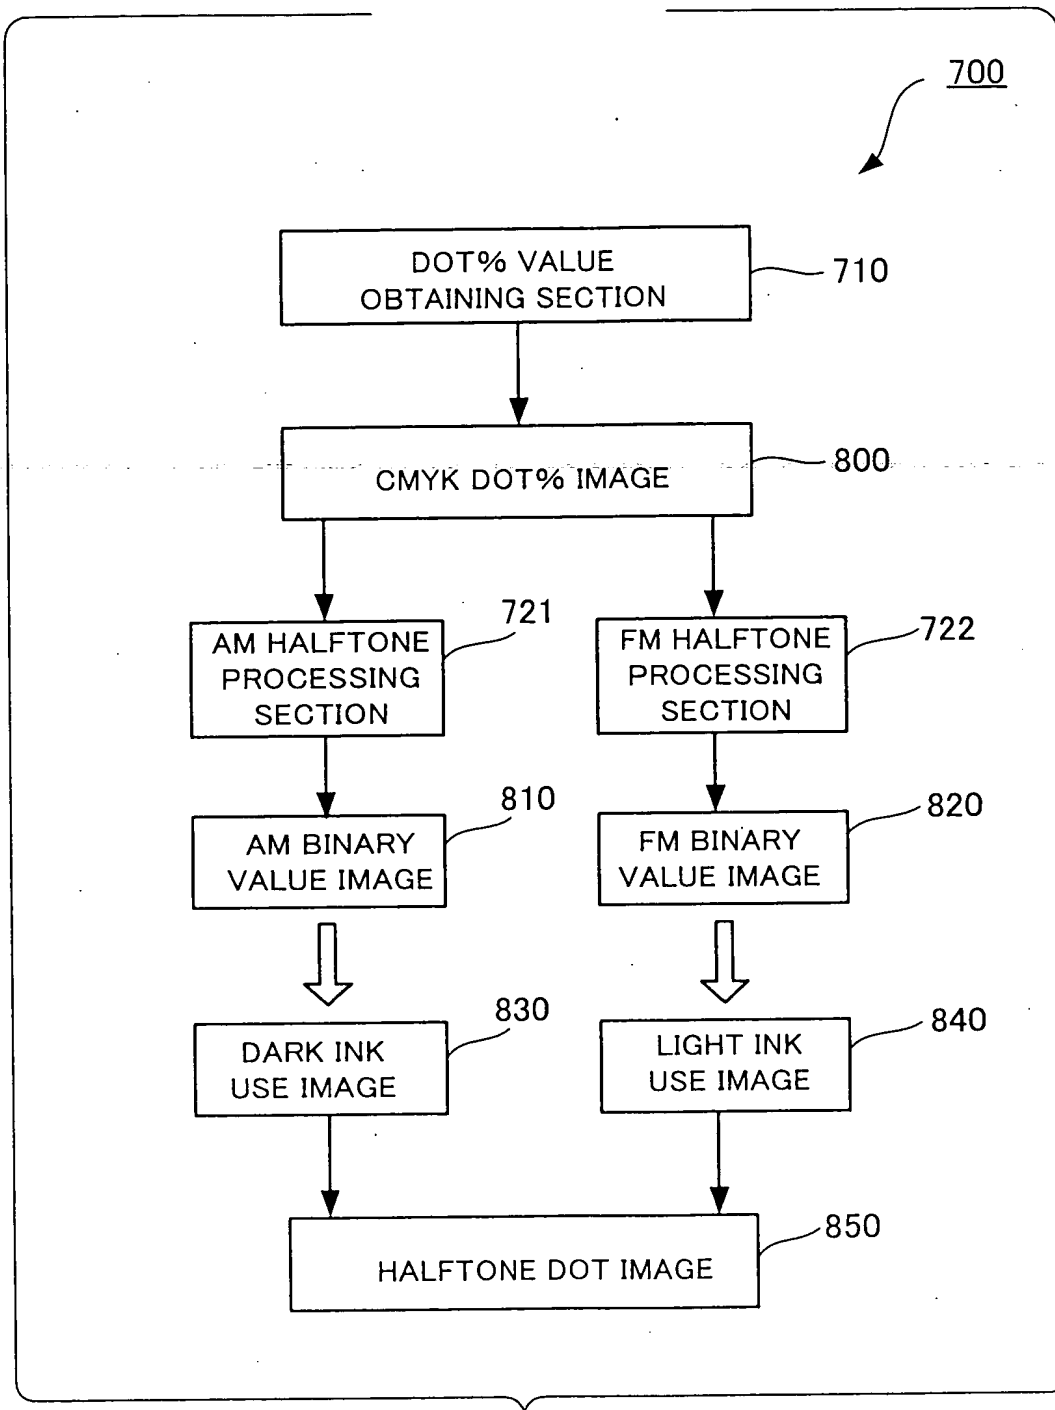 700
DOT% VALUE
OBTAINING SECTION
710
CMYK DOT% IMAGE
800
AM HALFTONE
PROCESSING
SECTION
721
FM HALFTONE
PROCESSING
SECTION
722
AM BINARY
VALUE IMAGE
810
FM BINARY
VALUE IMAGE
820
DARK INK
USE IMAGE
830
LIGHT INK
USE IMAGE
840
HALFTONE DOT IMAGE
850